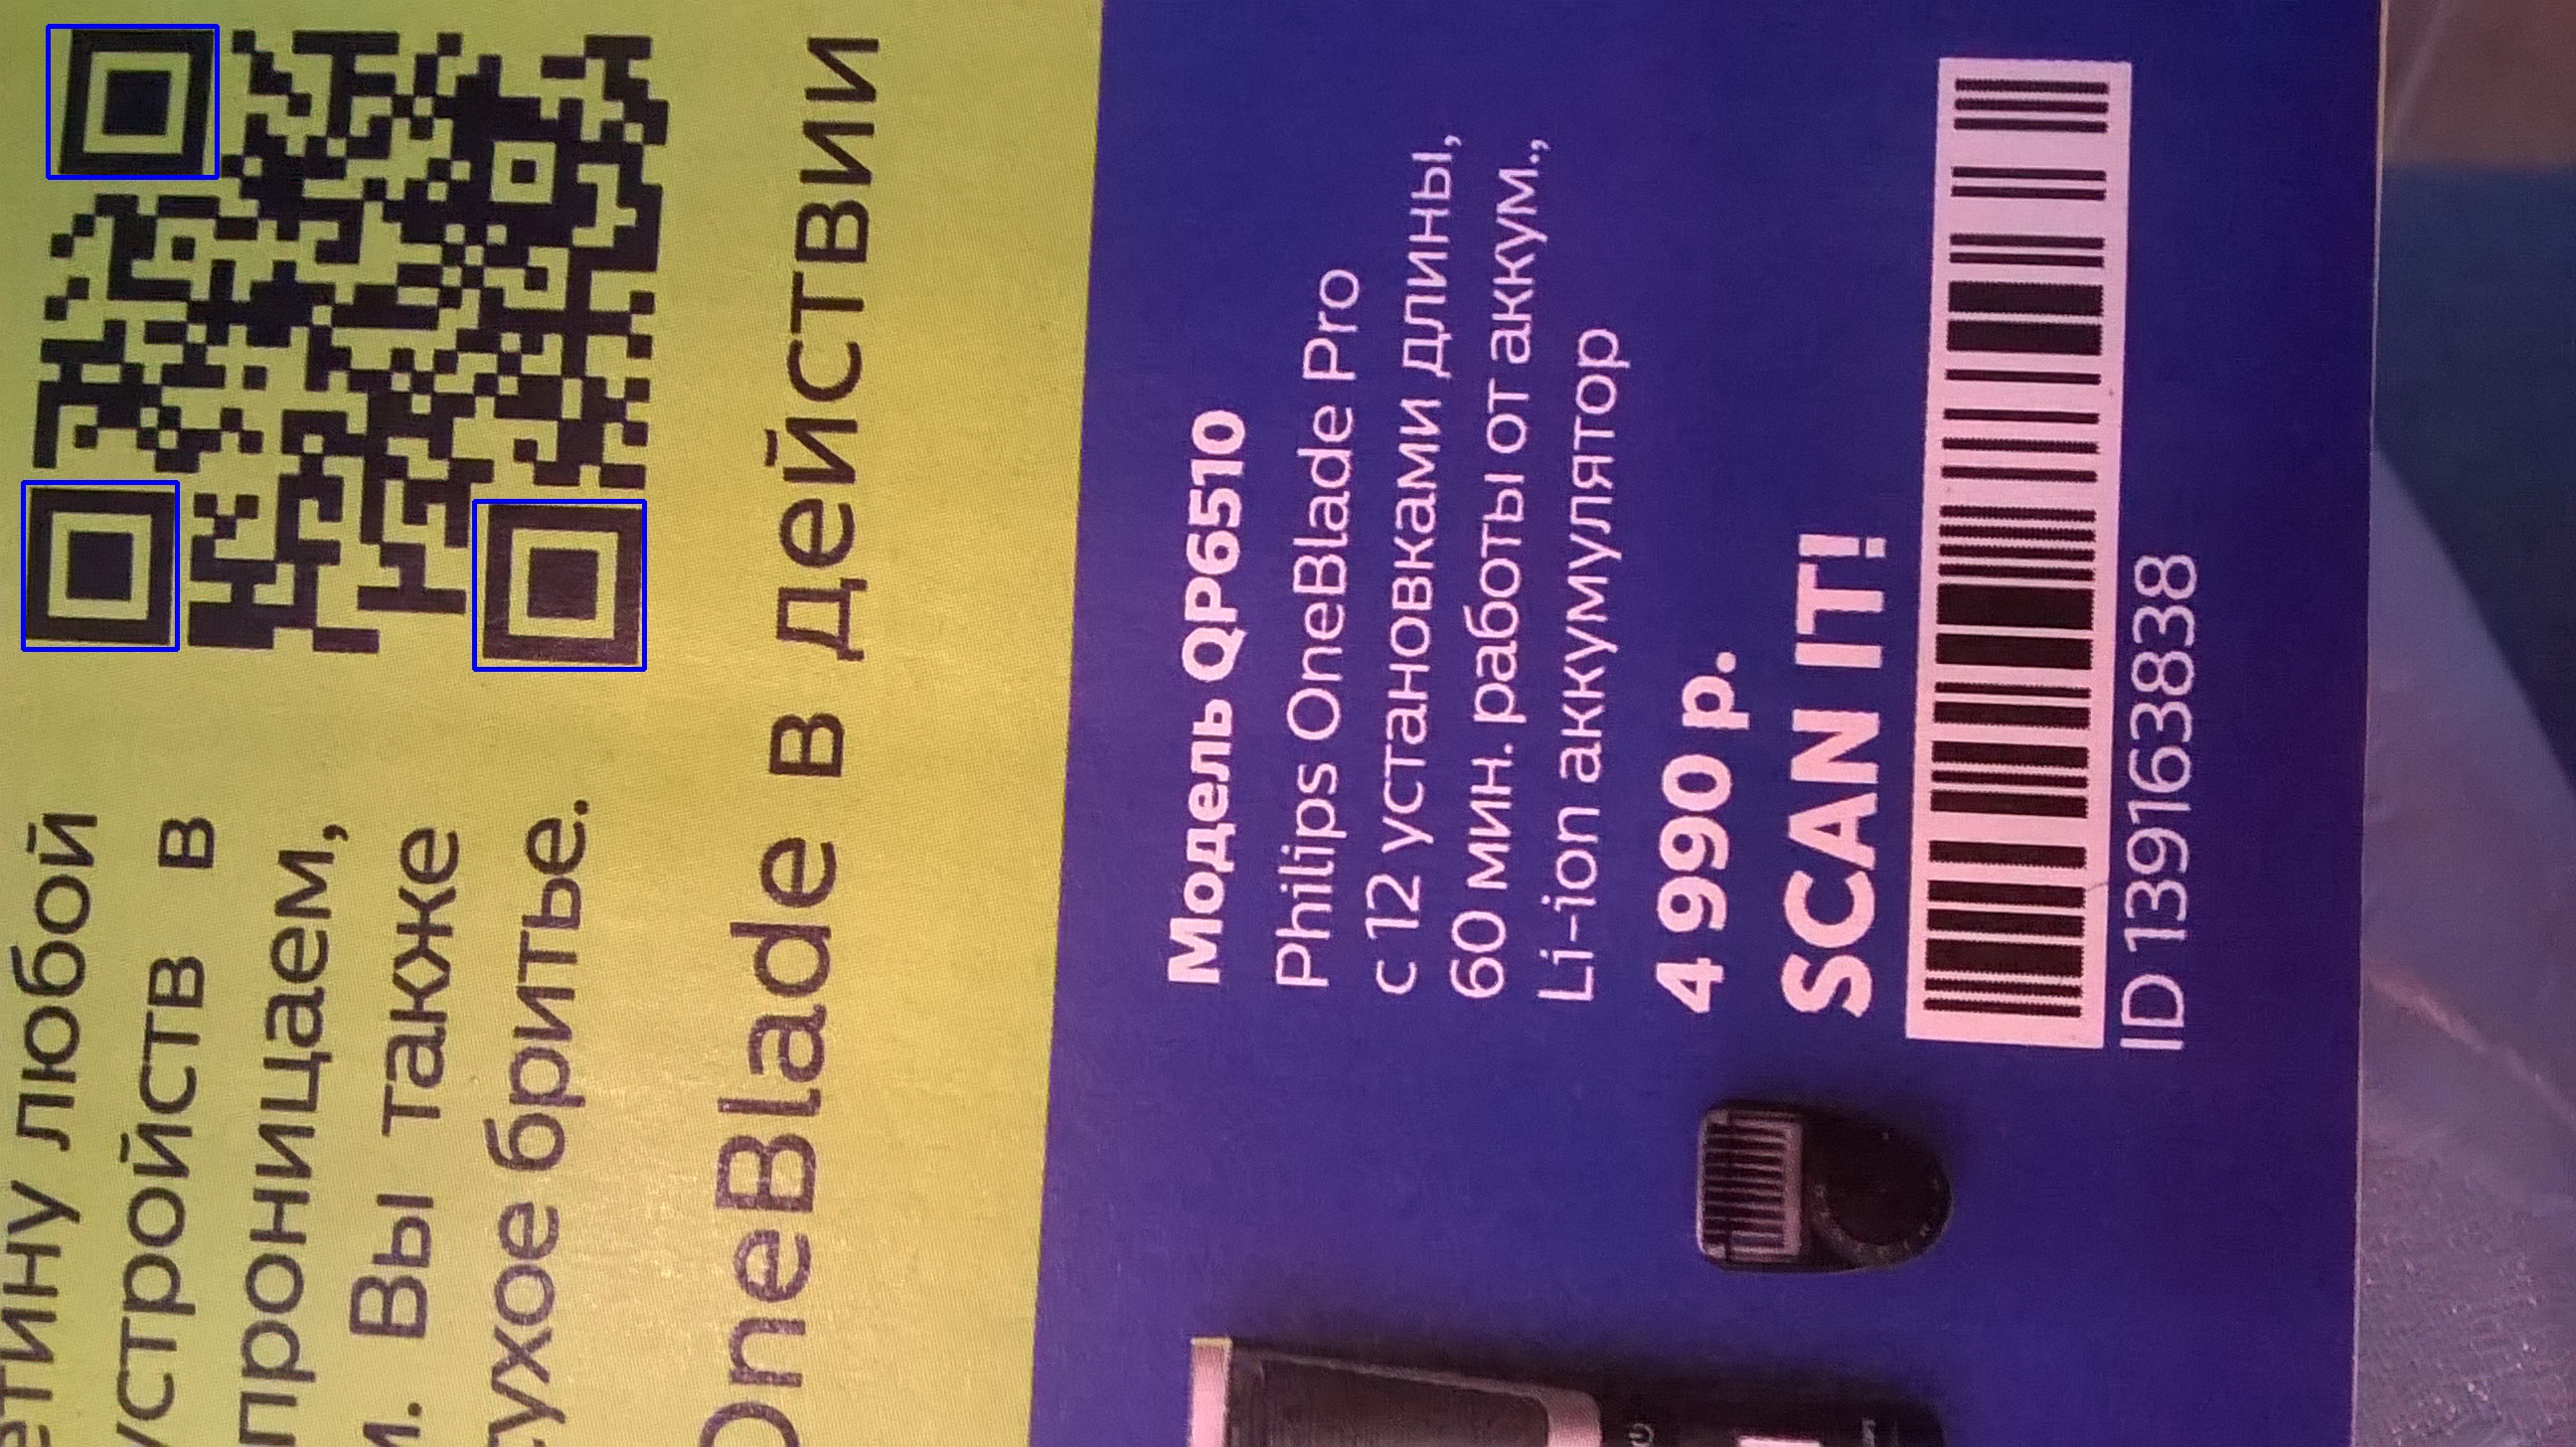 етину любой
устройств в
проницаем,
и. Вы также
сухое бритье.
OneBlade в действии
Модель QP6510
Philips OneBlade Pro
с 12 установками длины,
60 мин. работы от аккум.,
Li-ion аккумулятор
4 990 р.
SCAN IT!
ID 139163838